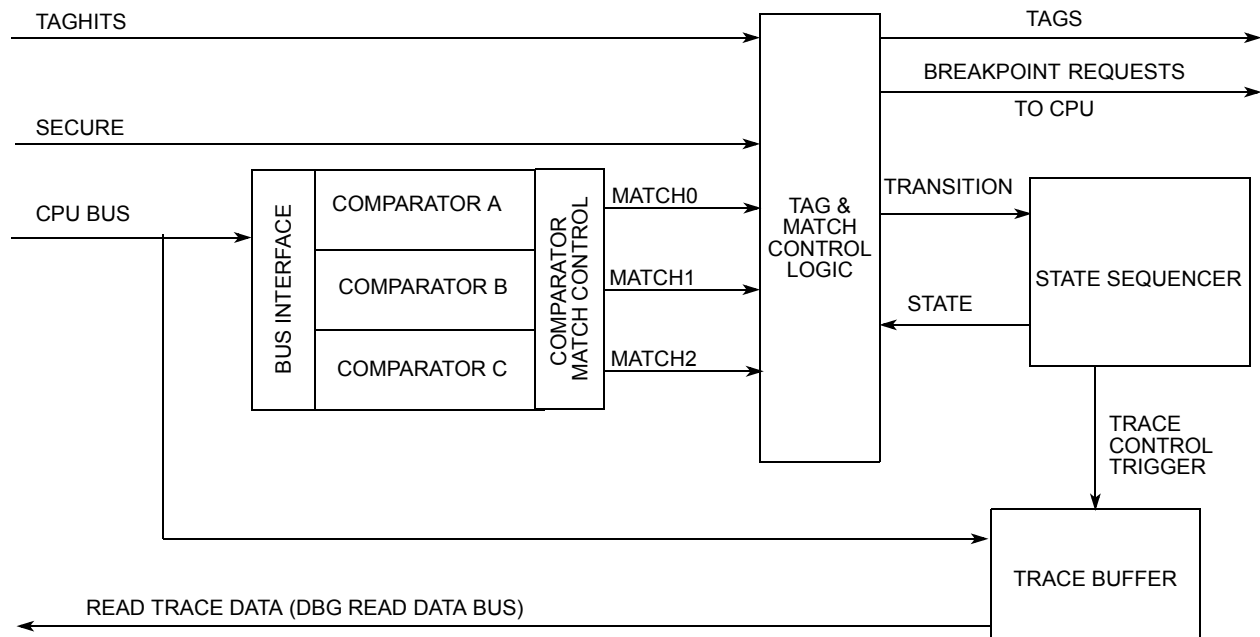 TAGHITS
TAGS
BREAKPOINT REQUESTS
TO CPU
SECURE
CPU BUS
BUS INTERFACE
COMPARATOR A
COMPARATOR B
COMPARATOR C
COMPARATOR
MATCH CONTROL
MATCH0
MATCH1
MATCH2
TAG &
MATCH
CONTROL
LOGIC
TRANSITION
STATE
STATE SEQUENCER
TRACE
CONTROL
TRIGGER
TRACE BUFFER
READ TRACE DATA (DBG READ DATA BUS)